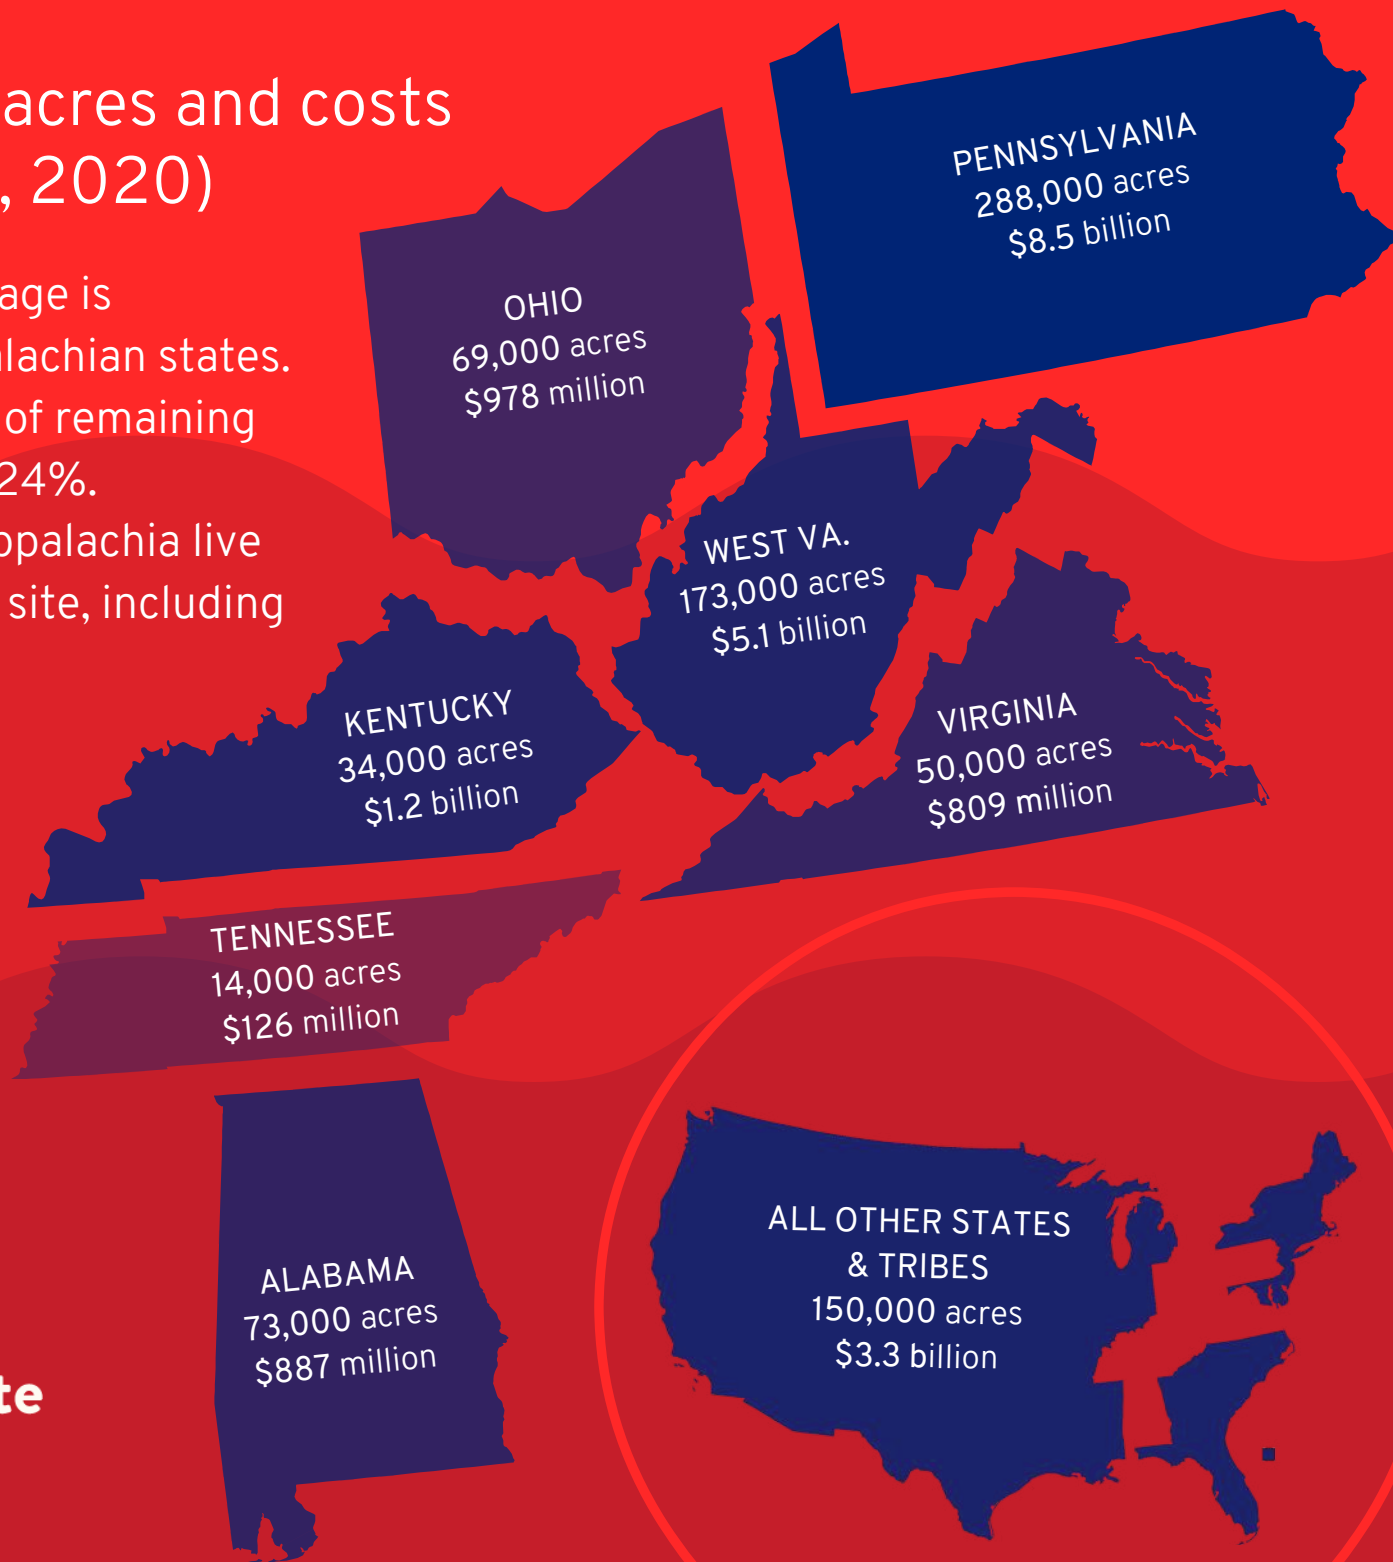 acres and costs
, 2020)
age is
lachian states.
of remaining
24%.
ppalachia live
site, including
PENNSYLVANIA
288,000 acres
$8.5 billion
OHIO
69,000 acres
$978 million
WEST VA.
173,000 acres
$5.1 billion
KENTUCKY
34,000 acres
$1.2 billion
VIRGINIA
50,000 acres
$809 million
TENNESSEE
14,000 acres
$126 million
ALABAMA
73,000 acres
$887 million
ALL OTHER STATES
& TRIBES
150,000 acres
$3.3 billion
te